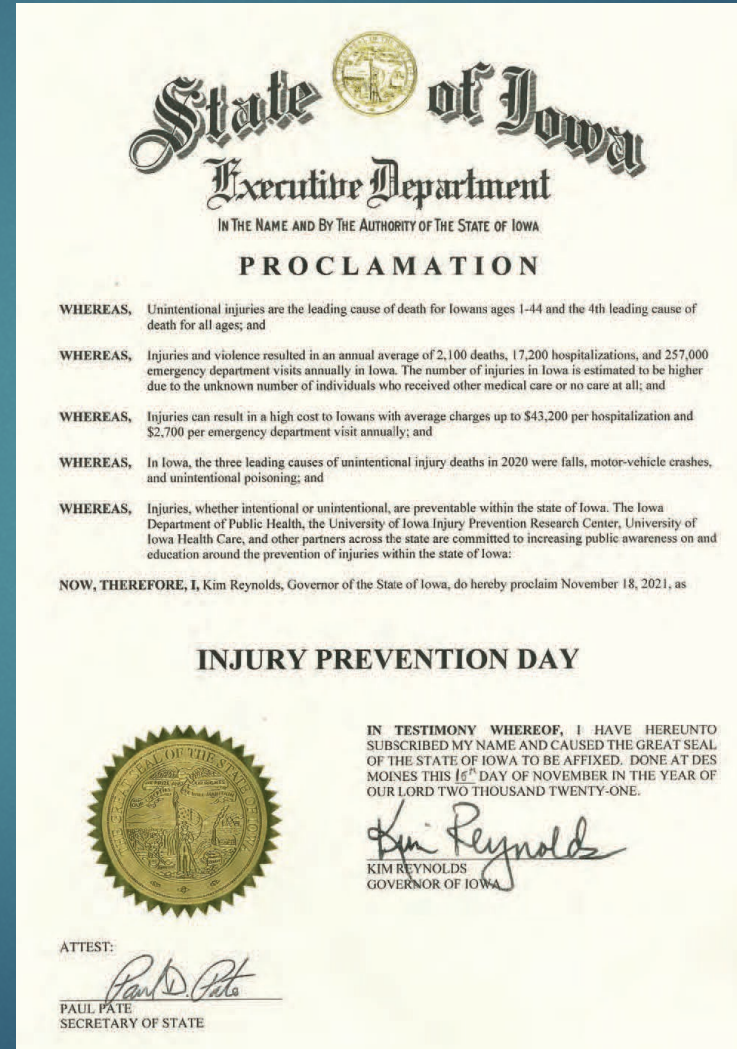 State of Iowa
Executive Department
IN THE NAME AND BY THE AUTHORITY OF THE STATE OF IOWA
PROCLAMATION
WHEREAS, Unintentional injuries are the leading cause of death for Iowans ages 1-44 and the 4th leading cause of
death for all ages; and
WHEREAS, Injuries and violence resulted in an annual average of 2,100 deaths, 17,200 hospitalizations, and 257,000
emergency department visits annually in Iowa. The number of injuries in Iowa is estimated to be higher
due to the unknown number of individuals who received other medical care or no care at all; and
WHEREAS, Injuries can result in a high cost to Iowans with average charges up to $43,200 per hospitalization and
$2,700 per emergency department visit annually; and
WHEREAS, In Iowa, the three leading causes of unintentional injury deaths in 2020 were falls, motor-vehicle crashes,
and unintentional poisoning; and
WHEREAS, Injuries, whether intentional or unintentional, are preventable within the state of Iowa. The Iowa
Department of Public Health, the University of Iowa Injury Prevention Research Center, University of
Iowa Health Care, and other partners across the state are committed to increasing public awareness on and
education around the prevention of injuries within the state of Iowa:
NOW, THEREFORE, I, Kim Reynolds, Governor of the State of Iowa, do hereby proclaim November 18, 2021, as
INJURY PREVENTION DAY
THE GREAT SEAL OF THE STATE OF IOWA
IN TESTIMONY WHEREOF, I HAVE HEREUNTO
SUBSCRIBED MY NAME AND CAUSED THE GREAT SEAL
OF THE STATE OF IOWA TO BE AFFIXED. DONE AT DES
MOINES THIS 16th DAY OF NOVEMBER IN THE YEAR OF
OUR LORD TWO THOUSAND TWENTY-ONE.
Kim Reynolds
KIM REYNOLDS
GOVERNOR OF IOWA
ATTEST:
Paul D. Pate
PAUL PATE
SECRETARY OF STATE